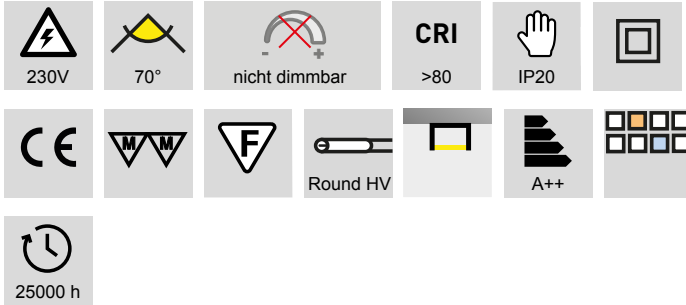 230V
70°
- +
nicht dimmbar
CRI
>80
IP20
CE
M M
F
Round HV
A++
25000 h